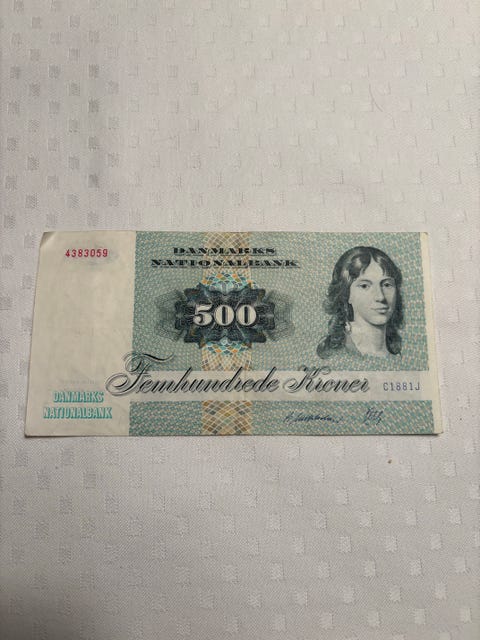 4383059
DANMARKS
NATIONALBANK
500
Femhundrede Kroner
C1881J
DANMARKS
NATIONALBANK